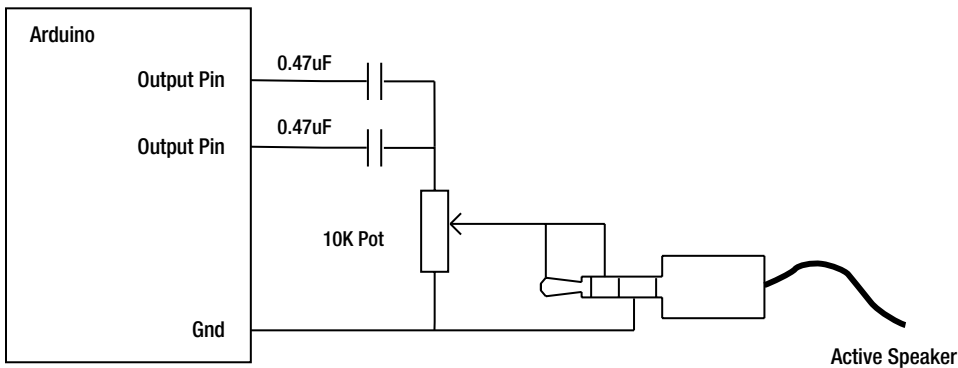 Arduino
0.47uF
Output Pin
0.47uF
Output Pin
10K Pot
Gnd
Active Speaker